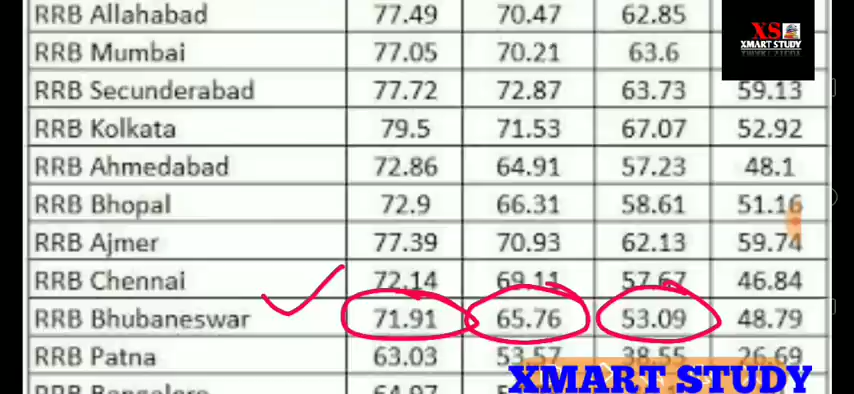 RRB Allahabad 77.49 70.47 62.85
XS
XMART STUDY
RRB Mumbai 77.05 70.21 63.6
RRB Secunderabad 77.72 72.87 63.73 59.13
RRB Kolkata 79.5 71.53 67.07 52.92
RRB Ahmedabad 72.86 64.91 57.23 48.1
RRB Bhopal 72.9 66.31 58.61 51.16
RRB Ajmer 77.39 70.93 62.13 59.74
RRB Chennai 72.14 69.11 57.67 46.84
RRB Bhubaneswar 71.91 65.76 53.09 48.79
RRB Patna 63.03 53.57 38.55 26.69
RRB Bengalore 64.97
XMART STUDY